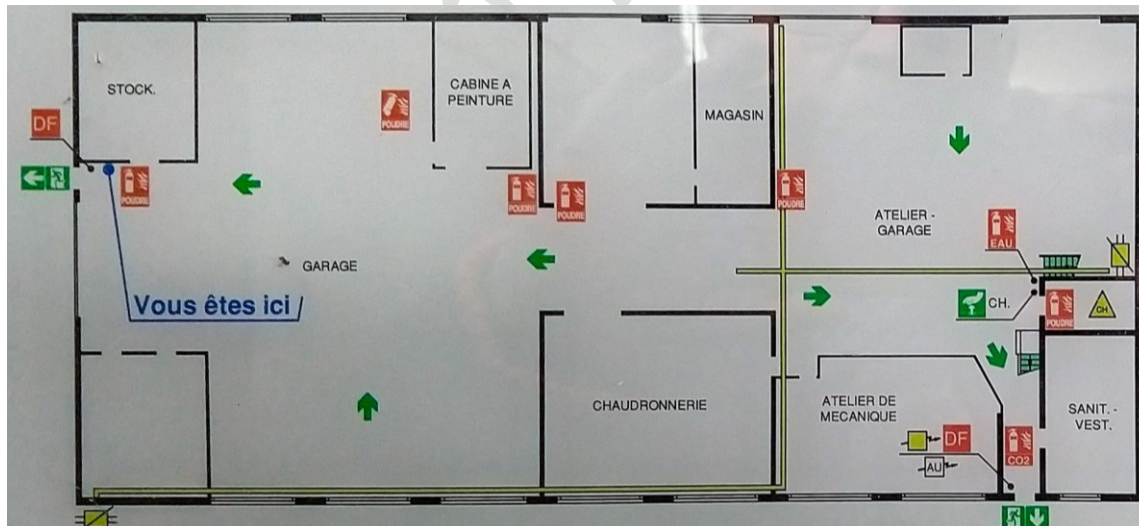 STOCK.
CABINE A
PEINTURE
MAGASIN
DF
POUDRE
POUDRE
POUDRE
POUDRE
POUDRE
ATELIER -
GARAGE
EAU
GARAGE
Vous êtes ici
CH.
POUDRE
CH.
CHAUDRONNERIE
ATELIER DE
MECANIQUE
SANIT. -
VEST.
DF
AU
CO2